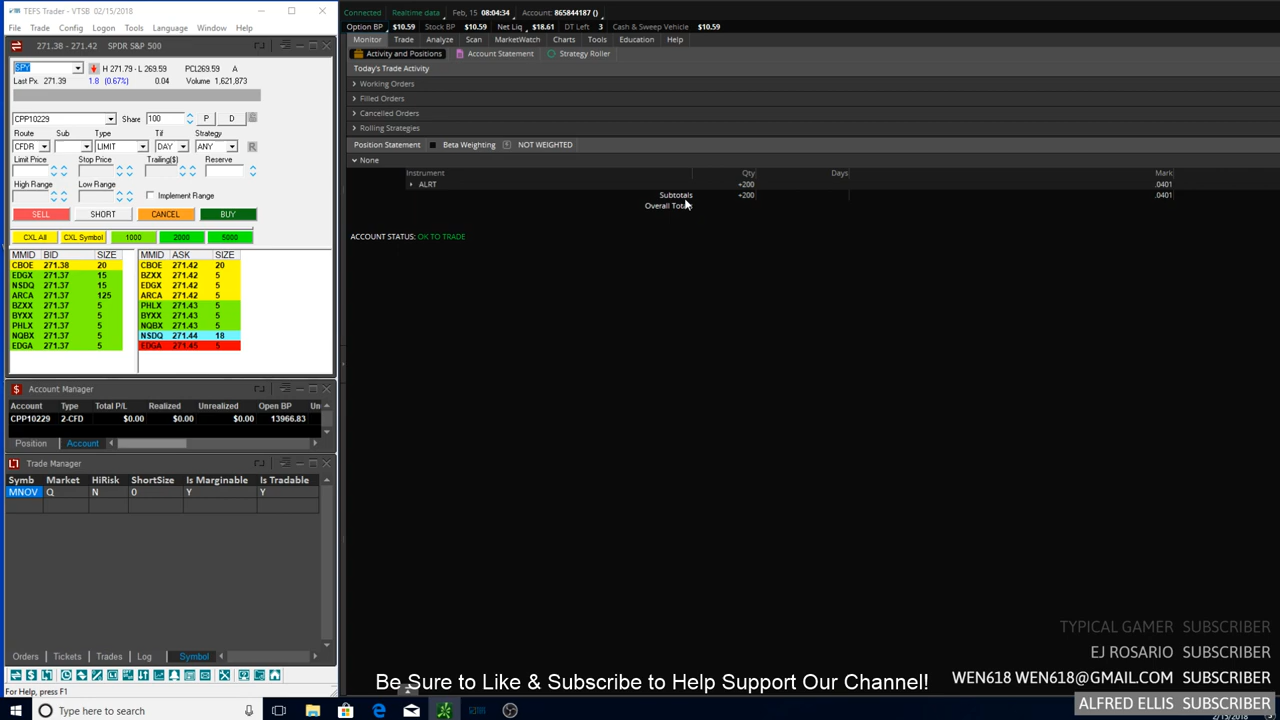 TEFS Trader - VTSB 02/15/2018
File Trade Config Logon Tools Language Window Help
271.38 - 271.42 SPDR S&P 500
SPY H 271.79 - L 269.59 PCL269.59 A
Last Px. 271.39 1.8 (0.67%) 0.04 Volume 1,621,873
CPP10229 Share 100 P D
Route Sub Type Tif Strategy
CFDR LIMIT DAY ANY R
Limit Price Stop Price Trailing($) Reserve
High Range Low Range Implement Range
SELL SHORT CANCEL BUY
CXL All CXL Symbol 1000 2000 5000
MMID BID SIZE MMID ASK SIZE
CBOE 271.38 20 CBOE 271.42 20
EDGX 271.37 15 BZXX 271.42 5
NSDQ 271.37 15 EDGX 271.42 5
ARCA 271.37 125 ARCA 271.42 5
BZXX 271.37 5 PHLX 271.43 5
BYXX 271.37 5 BYXX 271.43 5
PHLX 271.37 5 NQBX 271.43 5
NQBX 271.37 5 NSDQ 271.44 18
EDGA 271.37 5 EDGA 271.45 5
Account Manager
Account Type Total P/L Realized Unrealized Open BP Un
CPP10229 2-CFD $0.00 $0.00 $0.00 13966.83
Position Account
Trade Manager
Symb Market HiRisk ShortSize Is Marginable Is Tradable
MNOV Q N 0 Y Y
Orders Tickets Trades Log Symbol
For Help, press F1
Connected Realtime data Feb, 15 08:04:34 Account: 865844187 ()
Option BP $10.59 Stock BP $10.59 Net Liq $18.61 DT Left 3 Cash & Sweep Vehicle $10.59
Monitor Trade Analyze Scan MarketWatch Charts Tools Education Help
Activity and Positions Account Statement Strategy Roller
Today's Trade Activity
Working Orders
Filled Orders
Cancelled Orders
Rolling Strategies
Position Statement Beta Weighting NOT WEIGHTED
None
Instrument Qty Days Mark
ALRT +200 .0401
Subtotals +200 .0401
Overall Totals
ACCOUNT STATUS: OK TO TRADE
TYPICAL GAMER SUBSCRIBER
EJ ROSARIO SUBSCRIBER
WEN618 WEN618@GMAIL.COM SUBSCRIBER
ALFRED ELLIS SUBSCRIBER
Be Sure to Like & Subscribe to Help Support Our Channel!
Type here to search